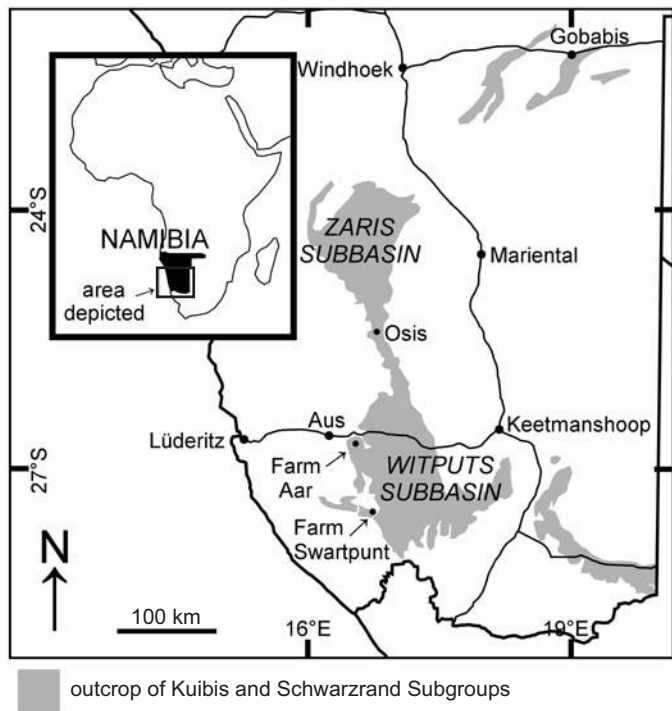 Gobabis
Windhoek
24°S
ZARIS
SUBBASIN
NAMIBIA
area
depicted
Mariental
Osis
Aus
Keetmanshoop
Lüderitz
27°S
Farm
Aar
WITPUTS
SUBBASIN
Farm
Swartpunt
N
100 km
16°E
19°E
outcrop of Kuibis and Schwarzrand Subgroups